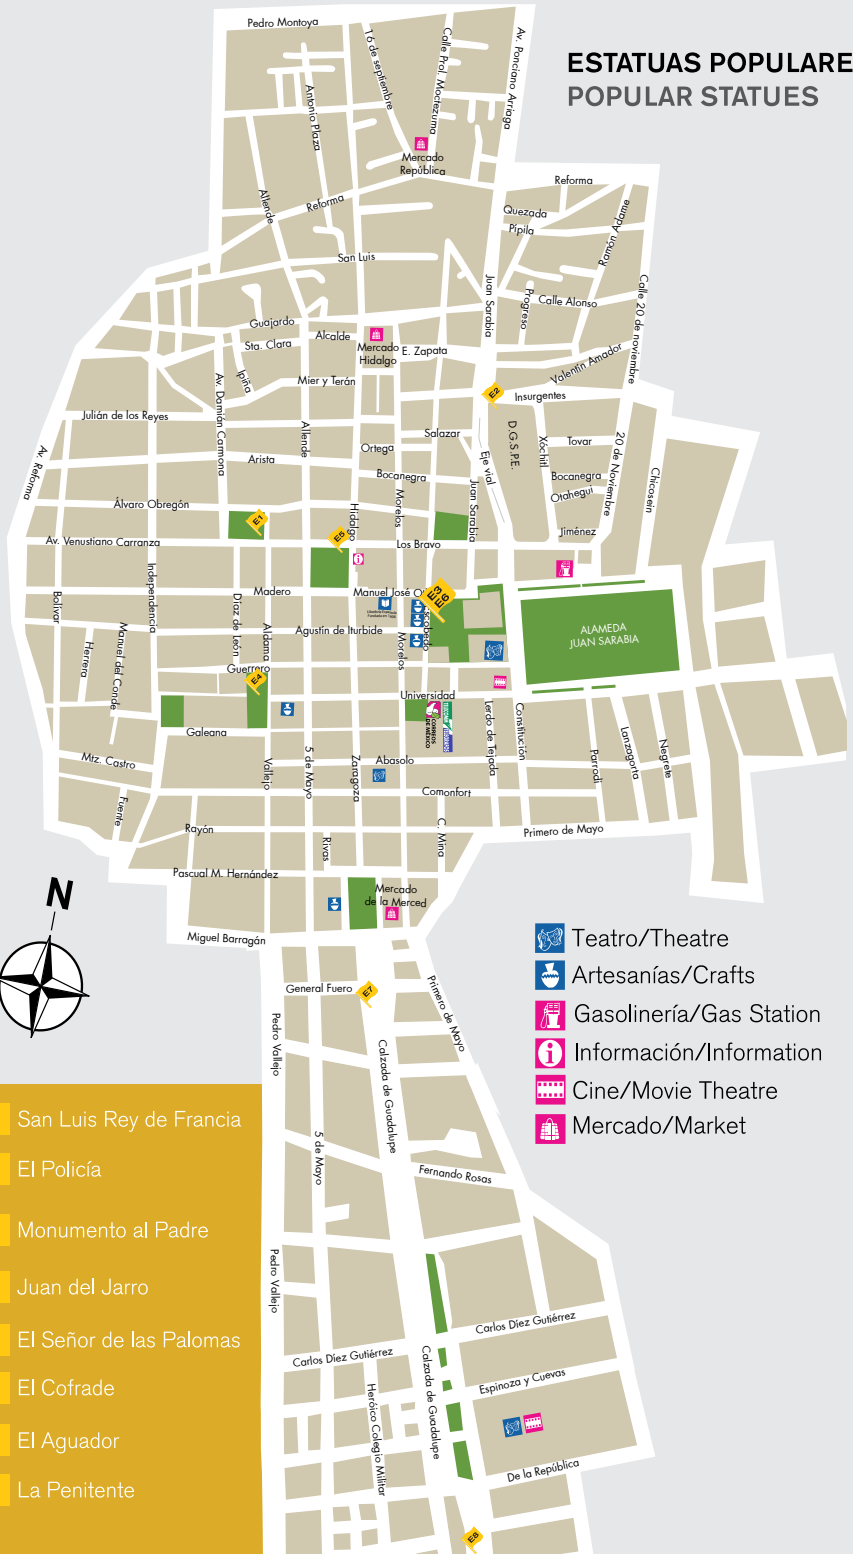 ESTATUAS POPULARE
POPULAR STATUES
Pedro Montoya
16 de septiembre
Calle Prol. Moctezuma
Av. Ponciano Arriaga
Antonio Plaza
Mercado
República
Allende
Reforma
Reforma
Quezada
Pípila
Ramón Adame
San Luis
Juan Sarabia
Progreso
Calle Alonso
Calle 20 de noviembre
Guajardo
Alcalde
Sta. Clara
Mercado
Hidalgo
E. Zapata
Ipiña
Mier y Terán
Valentín Amador
E2
Insurgentes
Av. Damián Carmona
Julián de los Reyes
Allende
Salazar
D.G.S.P.E.
Xóchitl
Tovar
20 de Noviembre
Av. Reforma
Arista
Ortega
Eje vial
Bocanegra
Bocanegra
Otahegui
Chicosein
Álvaro Obregón
Hidalgo
Morelos
Juan Sarabia
E1
E5
Jiménez
Av. Venustiano Carranza
Los Bravo
Independencia
Bolívar
Madero
Manuel José O
E3
E6
Escobedo
Díaz de León
Aldama
Agustín de Iturbide
Morelos
ALAMEDA
JUAN SARABIA
Herrera
Manuel del Conde
Guerrero
E4
Universidad
Galeana
CORREOS
DE MÉXICO
Lerdo de Tejada
Constitución
Mtz. Castro
Vallejo
5 de Mayo
Zaragoza
Abasolo
Parrodi
Lanzagorta
Negrete
Fuente
Comonfort
Rayón
Rivas
C. Mina
Primero de Mayo
Pascual M. Hernández
Mercado
de la Merced
N
Miguel Barragán
Teatro/Theatre
Artesanías/Crafts
Gasolinería/Gas Station
Información/Information
Cine/Movie Theatre
Mercado/Market
General Fuero
E7
Primero de Mayo
Pedro Vallejo
Calzada de Guadalupe
5 de Mayo
Fernando Rosas
San Luis Rey de Francia
El Policía
Monumento al Padre
Juan del Jarro
El Señor de las Palomas
El Cofrade
El Aguador
La Penitente
Pedro Vallejo
Carlos Díez Gutiérrez
Carlos Díez Gutiérrez
Calzada de Guadalupe
Heróico Colegio Militar
Espinoza y Cuevas
De la República
E8